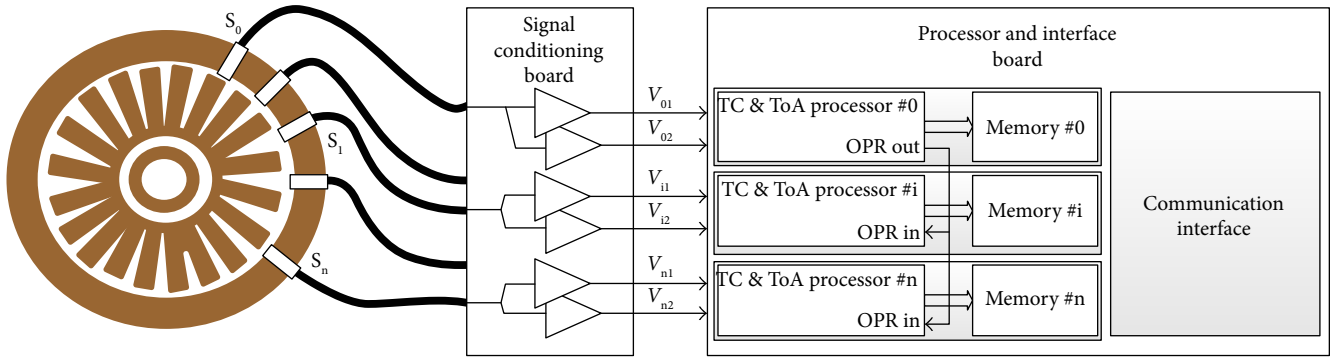 S₀
S₁
Sₙ
Signal
conditioning
board
V₀₁
V₀₂
Vᵢ₁
Vᵢ₂
Vₙ₁
Vₙ₂
Processor and interface
board
TC & ToA processor #0
OPR out
Memory #0
TC & ToA processor #i
OPR in
Memory #i
TC & ToA processor #n
OPR in
Memory #n
Communication
interface